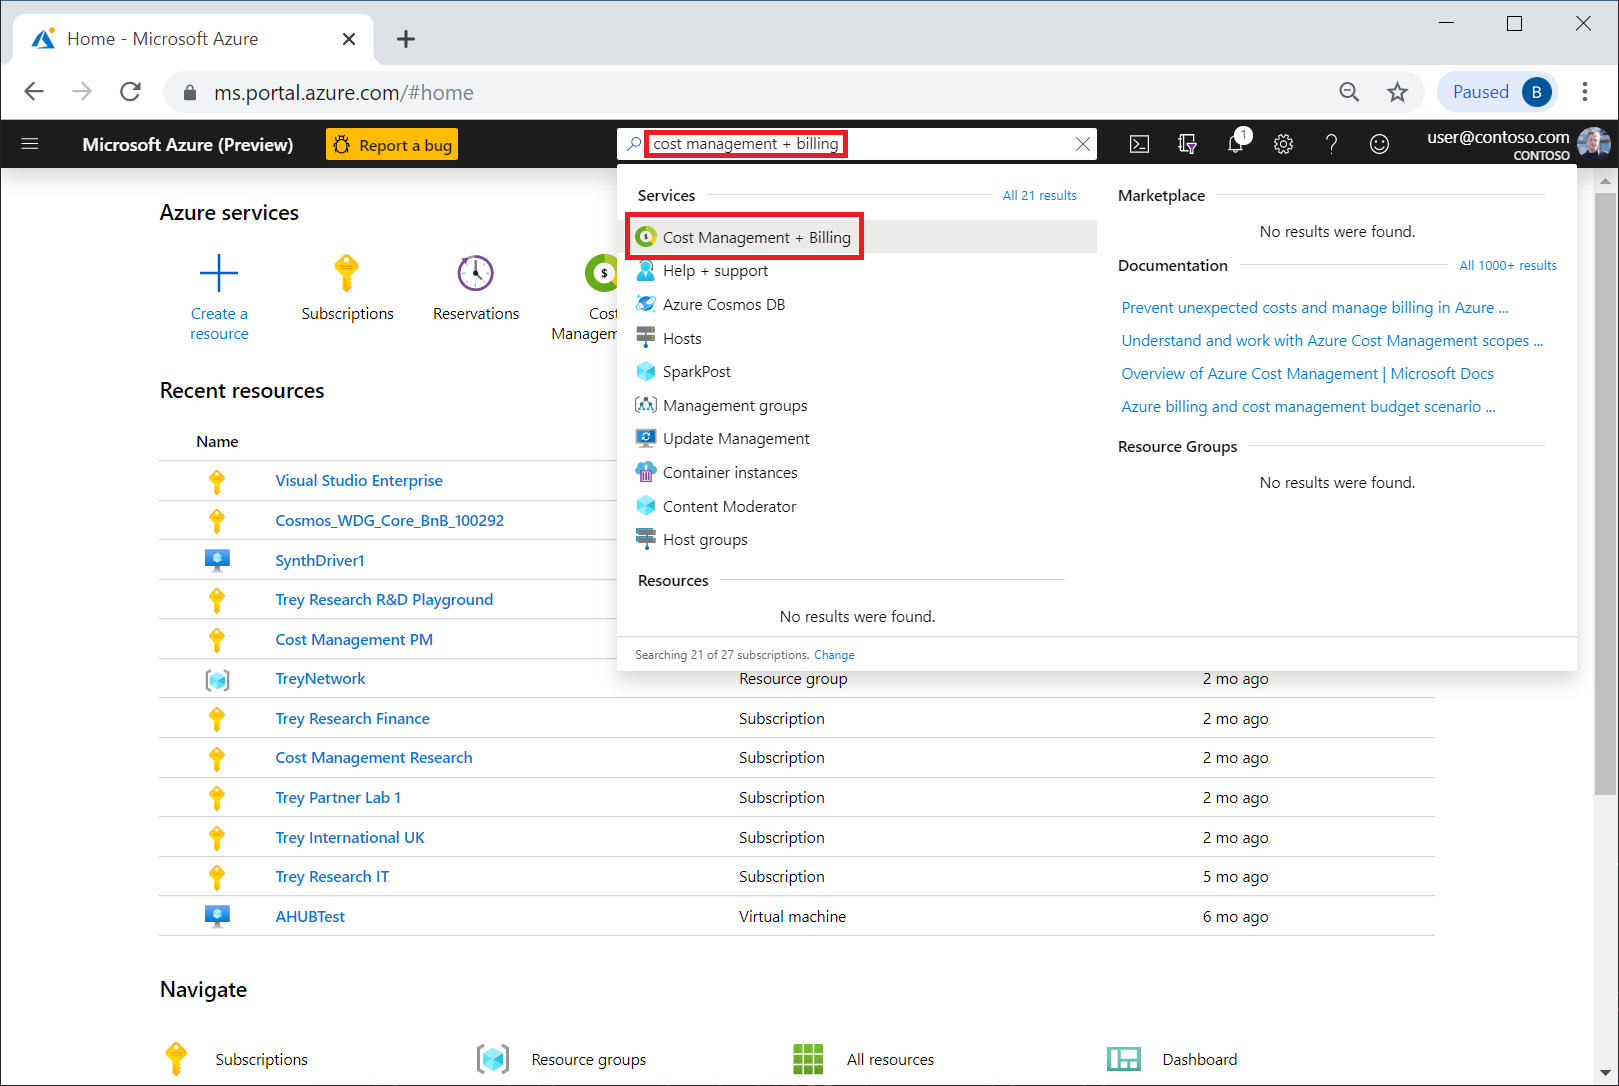 Home - Microsoft Azure
ms.portal.azure.com/#home
Paused
B
Microsoft Azure (Preview)
Report a bug
cost management + billing
1
user@contoso.com
CONTOSO
Services
All 21 results
Cost Management + Billing
Help + support
Azure Cosmos DB
Hosts
SparkPost
Management groups
Update Management
Container instances
Content Moderator
Host groups
Resources
No results were found.
Searching 21 of 27 subscriptions. Change
Marketplace
No results were found.
Documentation
All 1000+ results
Prevent unexpected costs and manage billing in Azure ...
Understand and work with Azure Cost Management scopes ...
Overview of Azure Cost Management | Microsoft Docs
Azure billing and cost management budget scenario ...
Resource Groups
No results were found.
Azure services
Create a
resource
Subscriptions
Reservations
Cost
Managem
Recent resources
Name
Visual Studio Enterprise
Cosmos_WDG_Core_BnB_100292
SynthDriver1
Trey Research R&D Playground
Cost Management PM
TreyNetwork Resource group 2 mo ago
Trey Research Finance Subscription 2 mo ago
Cost Management Research Subscription 2 mo ago
Trey Partner Lab 1 Subscription 2 mo ago
Trey International UK Subscription 2 mo ago
Trey Research IT Subscription 5 mo ago
AHUBTest Virtual machine 6 mo ago
Navigate
Subscriptions
Resource groups
All resources
Dashboard